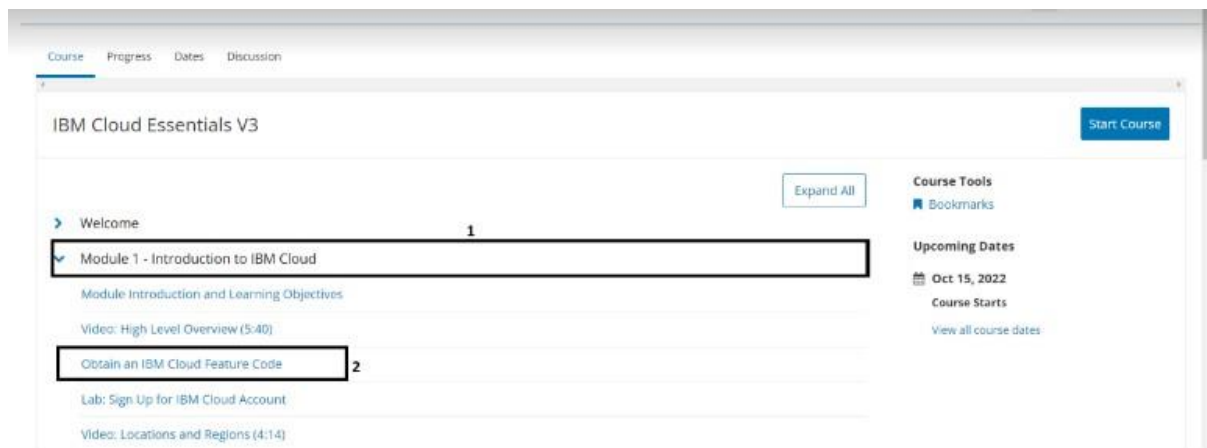 Course Progress Dates Discussion
IBM Cloud Essentials V3
Start Course
Expand All
Welcome
1
Module 1 - Introduction to IBM Cloud
Module Introduction and Learning Objectives
Video: High Level Overview (5:40)
Obtain an IBM Cloud Feature Code
2
Lab: Sign Up for IBM Cloud Account
Video: Locations and Regions (4:14)
Course Tools
Bookmarks
Upcoming Dates
Oct 15, 2022
Course Starts
View all course dates